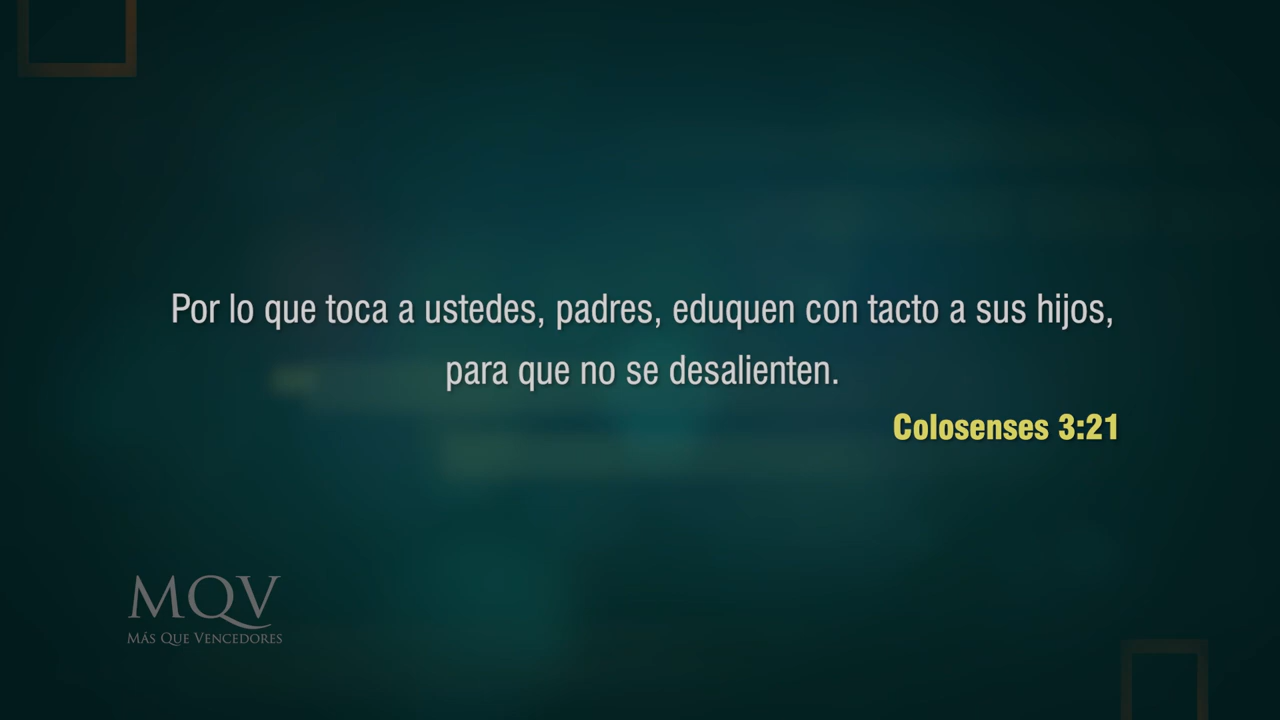 Por lo que toca a ustedes, padres, eduquen con tacto a sus hijos,
para que no se desalienten.
Colosenses 3:21
MQV
MÁS QUE VENCEDORES